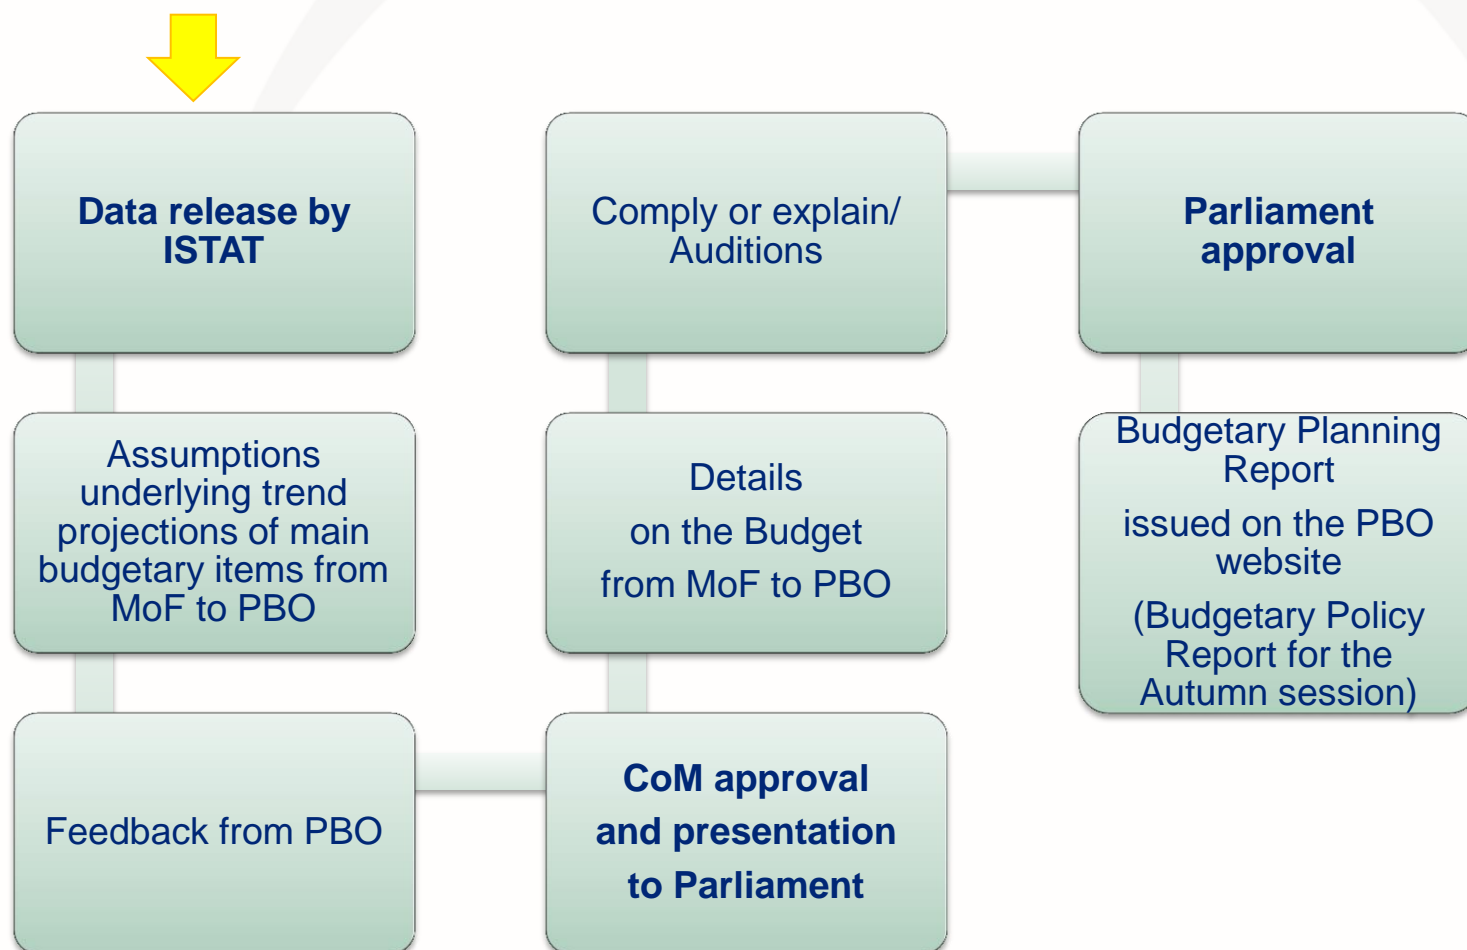 Data release by
ISTAT
Assumptions
underlying trend
projections of main
budgetary items from
MoF to PBO
Feedback from PBO
CoM approval
and presentation
to Parliament
Details
on the Budget
from MoF to PBO
Comply or explain/
Auditions
Parliament
approval
Budgetary Planning
Report
issued on the PBO
website
(Budgetary Policy
Report for the
Autumn session)